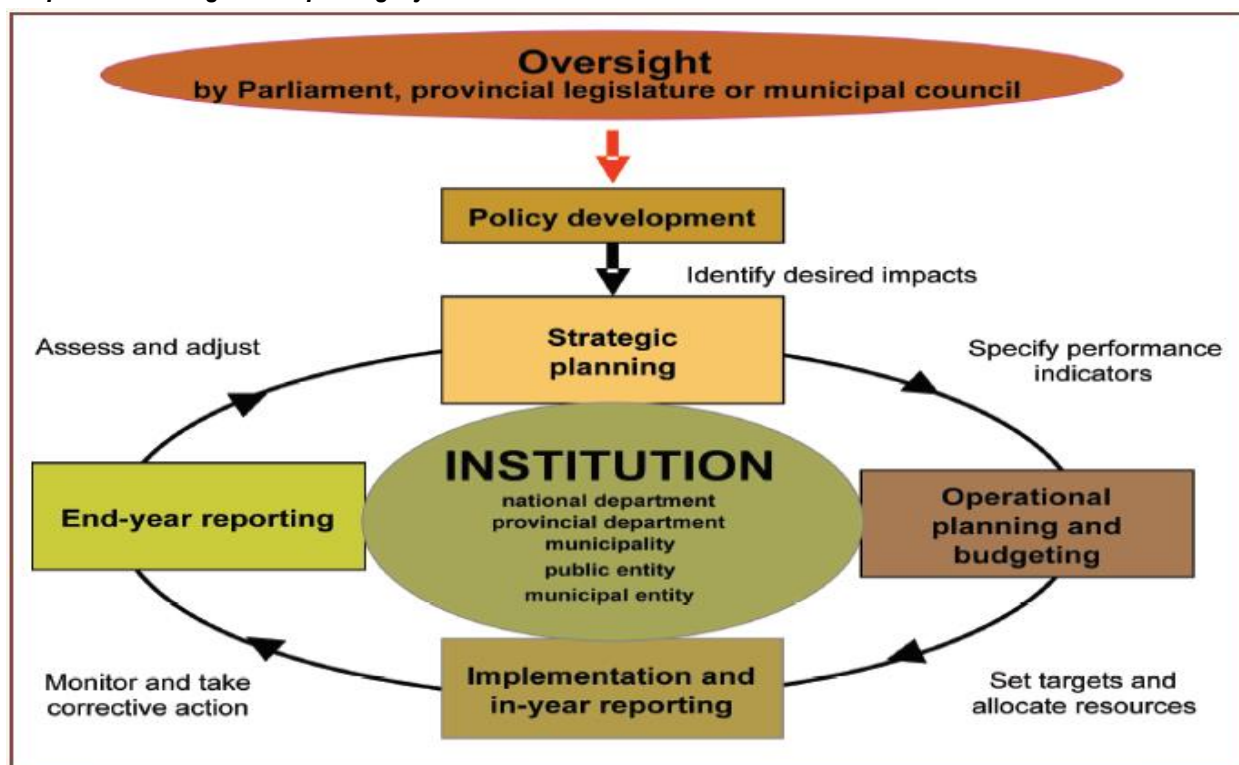 Oversight
by Parliament, provincial legislature or municipal council
Policy development
Identify desired impacts
Strategic
planning
Assess and adjust
Specify performance
indicators
INSTITUTION
national department
provincial department
municipality
public entity
municipal entity
End-year reporting
Operational
planning and
budgeting
Implementation and
in-year reporting
Monitor and take
corrective action
Set targets and
allocate resources